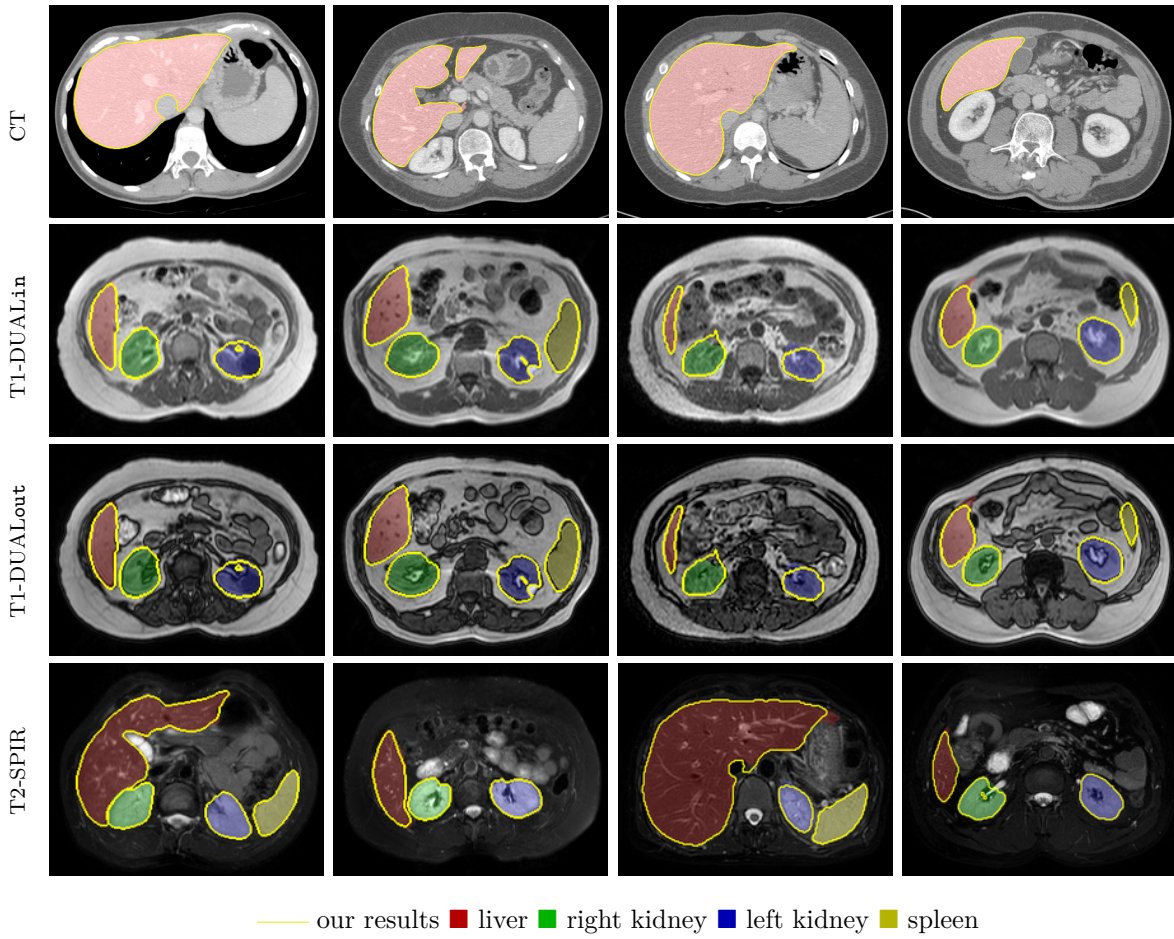 CT
T1-DUALin
T1-DUALout
T2-SPIR
our results liver right kidney left kidney spleen